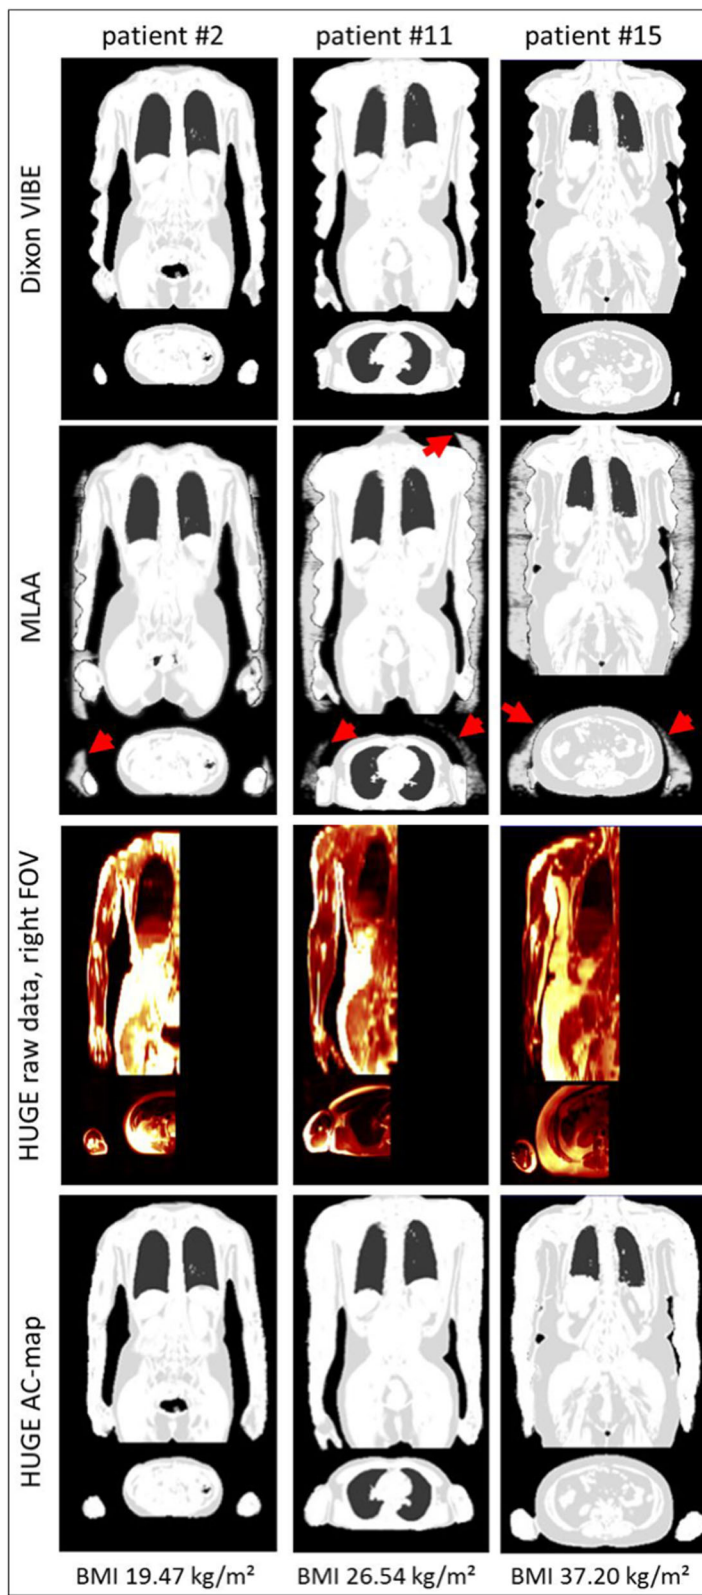 patient #2 patient #11 patient #15
Dixon VIBE
MLAA
HUGE raw data, right FOV
HUGE AC-map
BMI 19.47 kg/m² BMI 26.54 kg/m² BMI 37.20 kg/m²